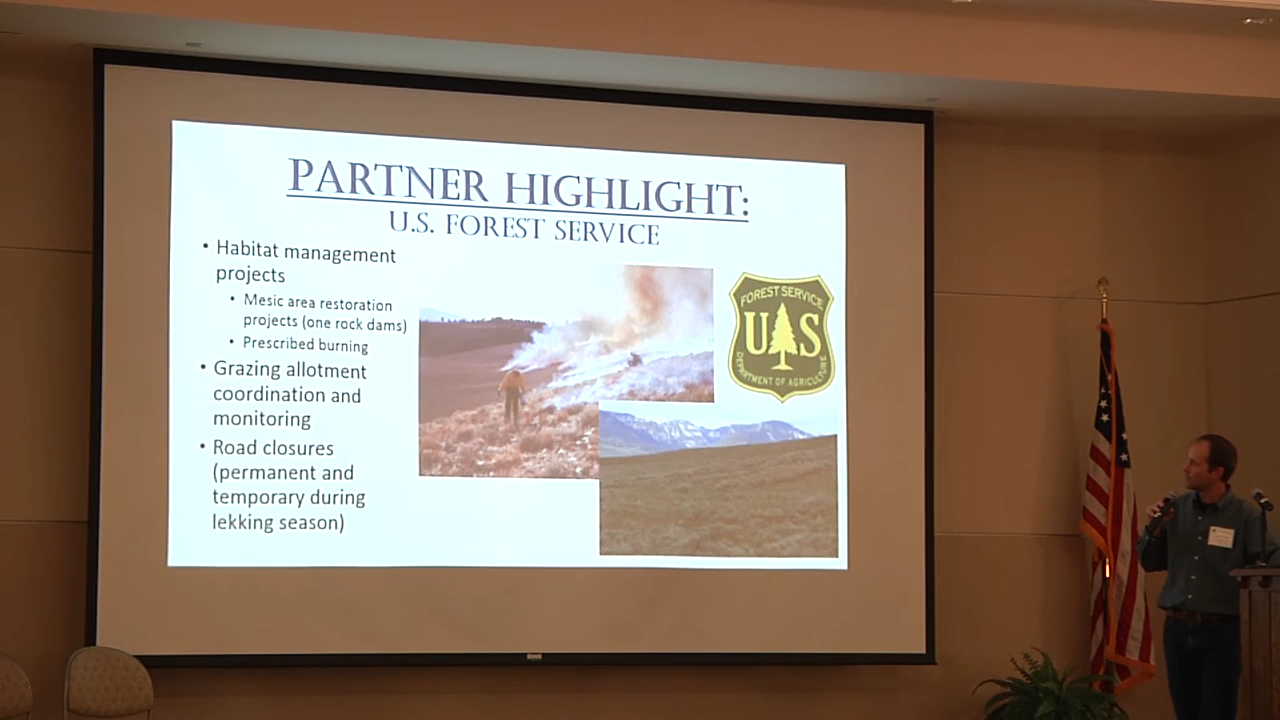 PARTNER HIGHLIGHT:
U.S. FOREST SERVICE
• Habitat management
projects
• Mesic area restoration
projects (one rock dams)
• Prescribed burning
• Grazing allotment
coordination and
monitoring
• Road closures
(permanent and
temporary during
lekking season)
FOREST SERVICE
U S
DEPARTMENT OF AGRICULTURE